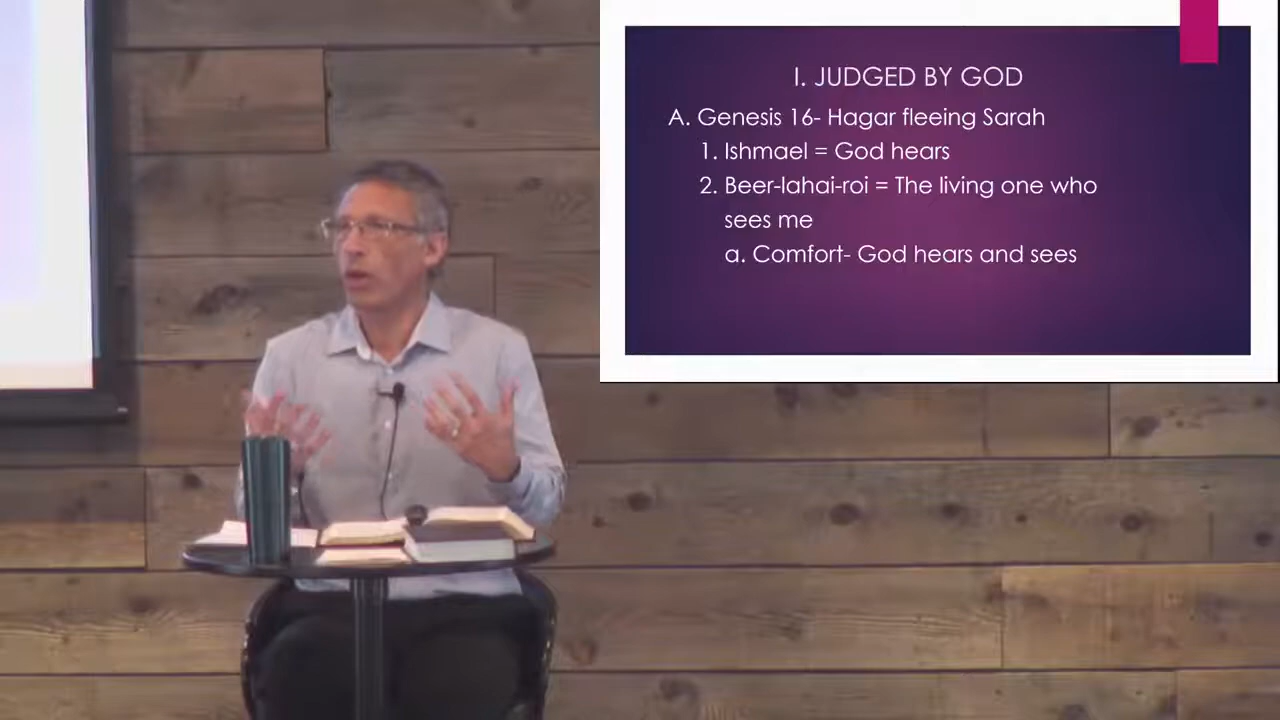 I. JUDGED BY GOD
A. Genesis 16- Hagar fleeing Sarah
1. Ishmael = God hears
2. Beer-lahai-roi = The living one who
sees me
a. Comfort- God hears and sees